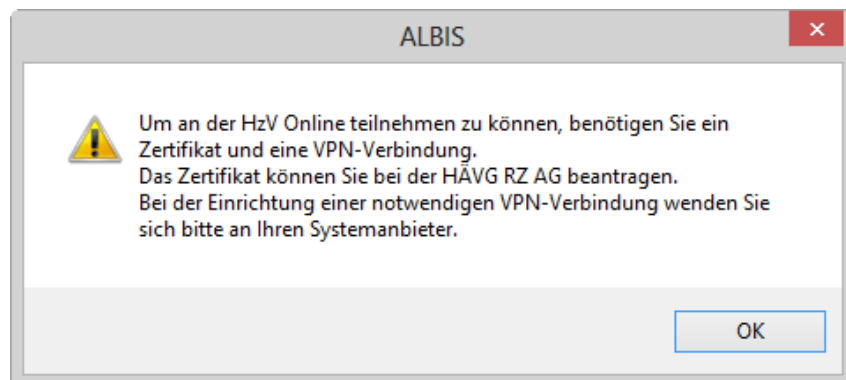 ALBIS
Um an der HzV Online teilnehmen zu können, benötigen Sie ein
Zertifikat und eine VPN-Verbindung.
Das Zertifikat können Sie bei der HÄVG RZ AG beantragen.
Bei der Einrichtung einer notwendigen VPN-Verbindung wenden Sie
sich bitte an Ihren Systemanbieter.
OK